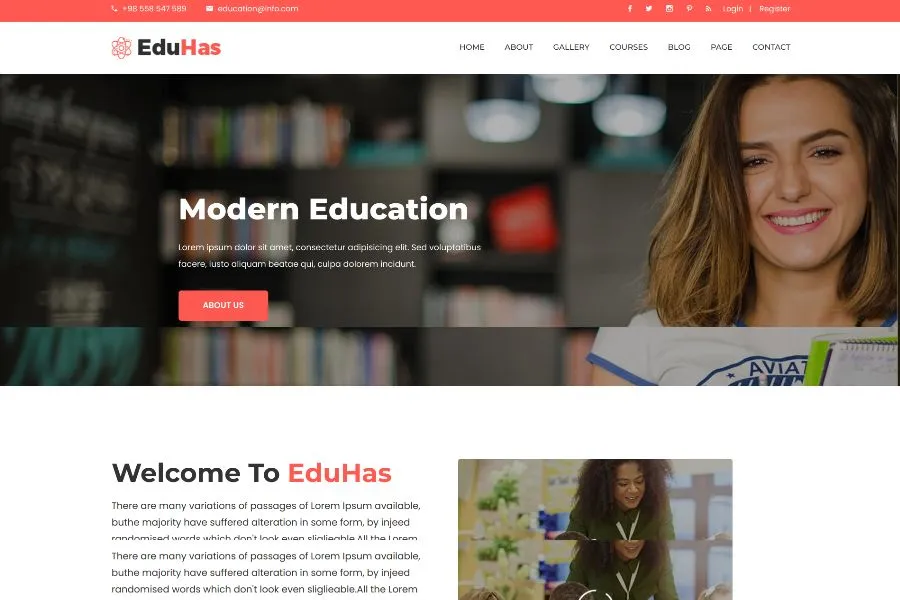 +98 558 547 589 education@info.com Login | Register
EduHas HOME ABOUT GALLERY COURSES BLOG PAGE CONTACT
Modern Education
Lorem ipsum dolor sit amet, consectetur adipisicing elit. Sed voluptatibus
facere, iusto aliquam beatae qui, culpa dolorem incidunt.
ABOUT US
AVIAT
Welcome To EduHas
There are many variations of passages of Lorem Ipsum available,
buthe majority have suffered alteration in some form, by injeed
randomised words which don't look even sliglieable.All the Lorem
There are many variations of passages of Lorem Ipsum available,
buthe majority have suffered alteration in some form, by injeed
randomised words which don't look even sliglieable.All the Lorem